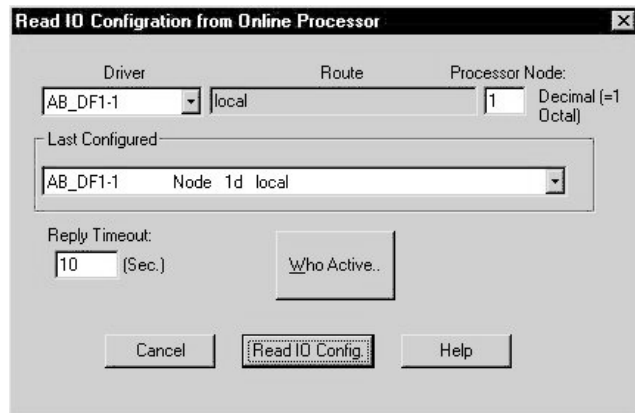 Read IO Configration from Online Processor
Driver Route Processor Node:
AB_DF1-1 local 1 Decimal (=1
Octal)
Last Configured
AB_DF1-1 Node 1d local
Reply Timeout:
10 (Sec.)
Who Active..
Cancel Read IO Config. Help